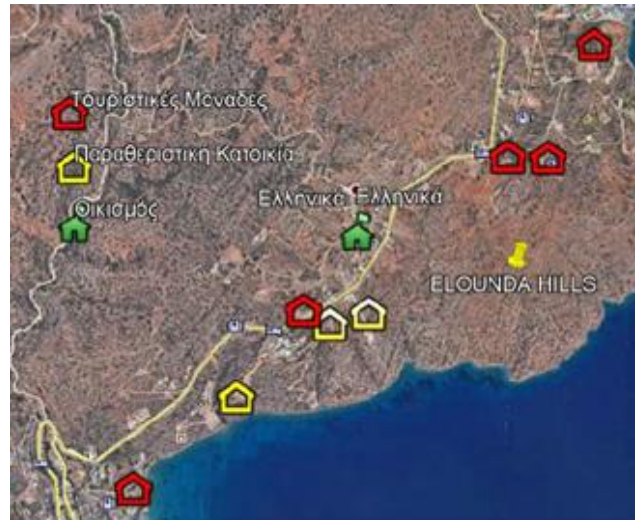 Τουριστικές Μονάδες
Παραθεριστική Κατοικία
Οικισμός
Ελληνικά Ελληνικά
ELOUNDA HILLS